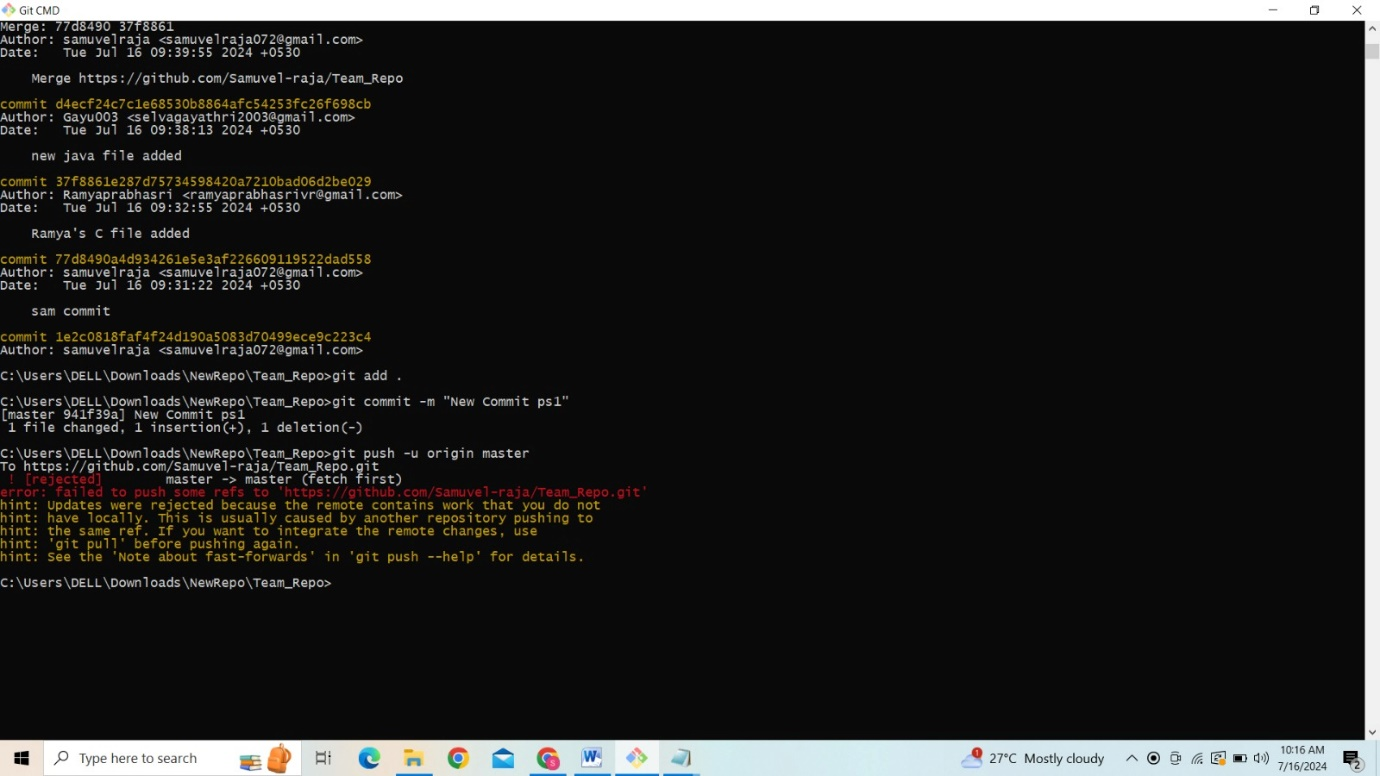 Git CMD
Merge: 77d8490 37f8861
Author: samuvelraja <samuvelraja072@gmail.com>
Date:   Tue Jul 16 09:39:55 2024 +0530
    Merge https://github.com/Samuvel-raja/Team_Repo
commit d4ecf24c7c1e68530b8864afc54253fc26f698cb
Author: Gayu003 <selvagayathri2003@gmail.com>
Date:   Tue Jul 16 09:38:13 2024 +0530
    new java file added
commit 37f8861e287d75734598420a7210bad06d2be029
Author: Ramyaprabhasri <ramyaprabhasrivr@gmail.com>
Date:   Tue Jul 16 09:32:55 2024 +0530
    Ramya's C file added
commit 77d8490a4d934261e5e3af226609119522dad558
Author: samuvelraja <samuvelraja072@gmail.com>
Date:   Tue Jul 16 09:31:22 2024 +0530
    sam commit
commit 1e2c0818faf4f24d190a5083d70499ece9c223c4
Author: samuvelraja <samuvelraja072@gmail.com>
C:\Users\DELL\Downloads\NewRepo\Team_Repo>git add .
C:\Users\DELL\Downloads\NewRepo\Team_Repo>git commit -m "New Commit ps1"
[master 941f39a] New Commit ps1
 1 file changed, 1 insertion(+), 1 deletion(-)
C:\Users\DELL\Downloads\NewRepo\Team_Repo>git push -u origin master
To https://github.com/Samuvel-raja/Team_Repo.git
 ! [rejected]        master -> master (fetch first)
error: failed to push some refs to 'https://github.com/Samuvel-raja/Team_Repo.git'
hint: Updates were rejected because the remote contains work that you do not
hint: have locally. This is usually caused by another repository pushing to
hint: the same ref. If you want to integrate the remote changes, use
hint: 'git pull' before pushing again.
hint: See the 'Note about fast-forwards' in 'git push --help' for details.
C:\Users\DELL\Downloads\NewRepo\Team_Repo>
Type here to search
1
27°C Mostly cloudy
10:16 AM
7/16/2024
2